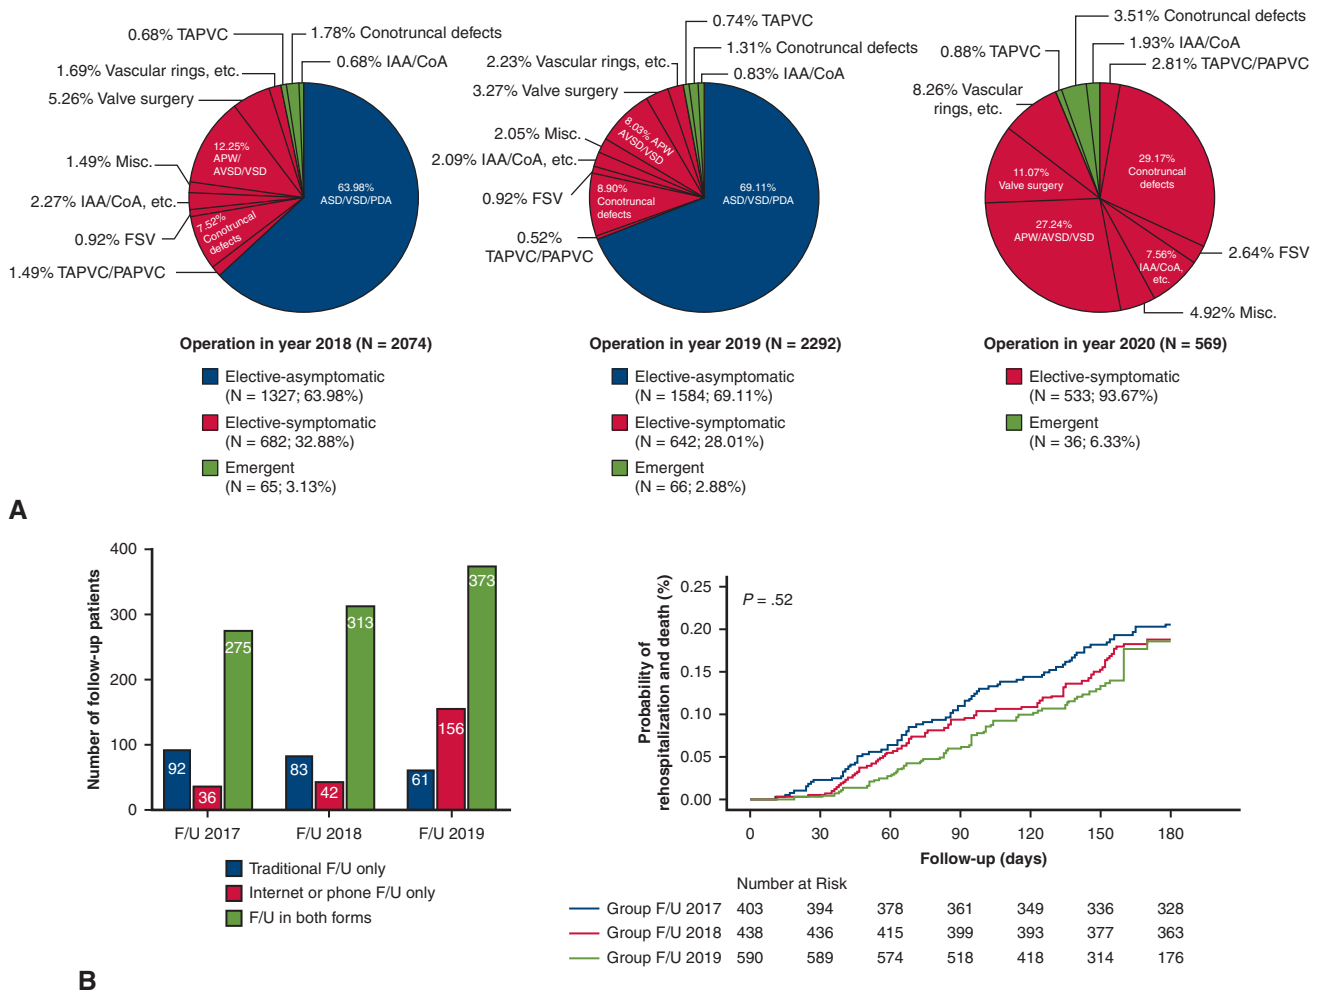 0.68% TAPVC
1.78% Conotruncal defects
0.68% IAA/CoA
1.69% Vascular rings, etc.
5.26% Valve surgery
12.25%
APW/
AVSD/VSD
1.49% Misc.
2.27% IAA/CoA, etc.
7.52%
Conotruncal
defects
0.92% FSV
1.49% TAPVC/PAPVC
63.98%
ASD/VSD/PDA
Operation in year 2018 (N = 2074)
Elective-asymptomatic
(N = 1327; 63.98%)
Elective-symptomatic
(N = 682; 32.88%)
Emergent
(N = 65; 3.13%)
0.74% TAPVC
1.31% Conotruncal defects
0.83% IAA/CoA
2.23% Vascular rings, etc.
3.27% Valve surgery
8.03% APW
AVSD/VSD
2.05% Misc.
2.09% IAA/CoA, etc.
0.92% FSV
8.90%
Conotruncal
defects
0.52%
TAPVC/PAPVC
69.11%
ASD/VSD/PDA
Operation in year 2019 (N = 2292)
Elective-asymptomatic
(N = 1584; 69.11%)
Elective-symptomatic
(N = 642; 28.01%)
Emergent
(N = 66; 2.88%)
3.51% Conotruncal defects
0.88% TAPVC
1.93% IAA/CoA
2.81% TAPVC/PAPVC
8.26% Vascular
rings, etc.
29.17%
Conotruncal
defects
11.07%
Valve surgery
27.24%
APW/AVSD/VSD
2.64% FSV
7.56%
IAA/CoA,
etc.
4.92% Misc.
Operation in year 2020 (N = 569)
Elective-symptomatic
(N = 533; 93.67%)
Emergent
(N = 36; 6.33%)
A
Number of follow-up patients
400
300
200
100
0
92
36
275
83
42
313
61
156
373
F/U 2017
F/U 2018
F/U 2019
Traditional F/U only
Internet or phone F/U only
F/U in both forms
Probability of
rehospitalization and death (%)
0.25
0.20
0.15
0.10
0.05
0.00
P = .52
0 30 60 90 120 150 180
Follow-up (days)
Number at Risk
Group F/U 2017 403 394 378 361 349 336 328
Group F/U 2018 438 436 415 399 393 377 363
Group F/U 2019 590 589 574 518 418 314 176
B